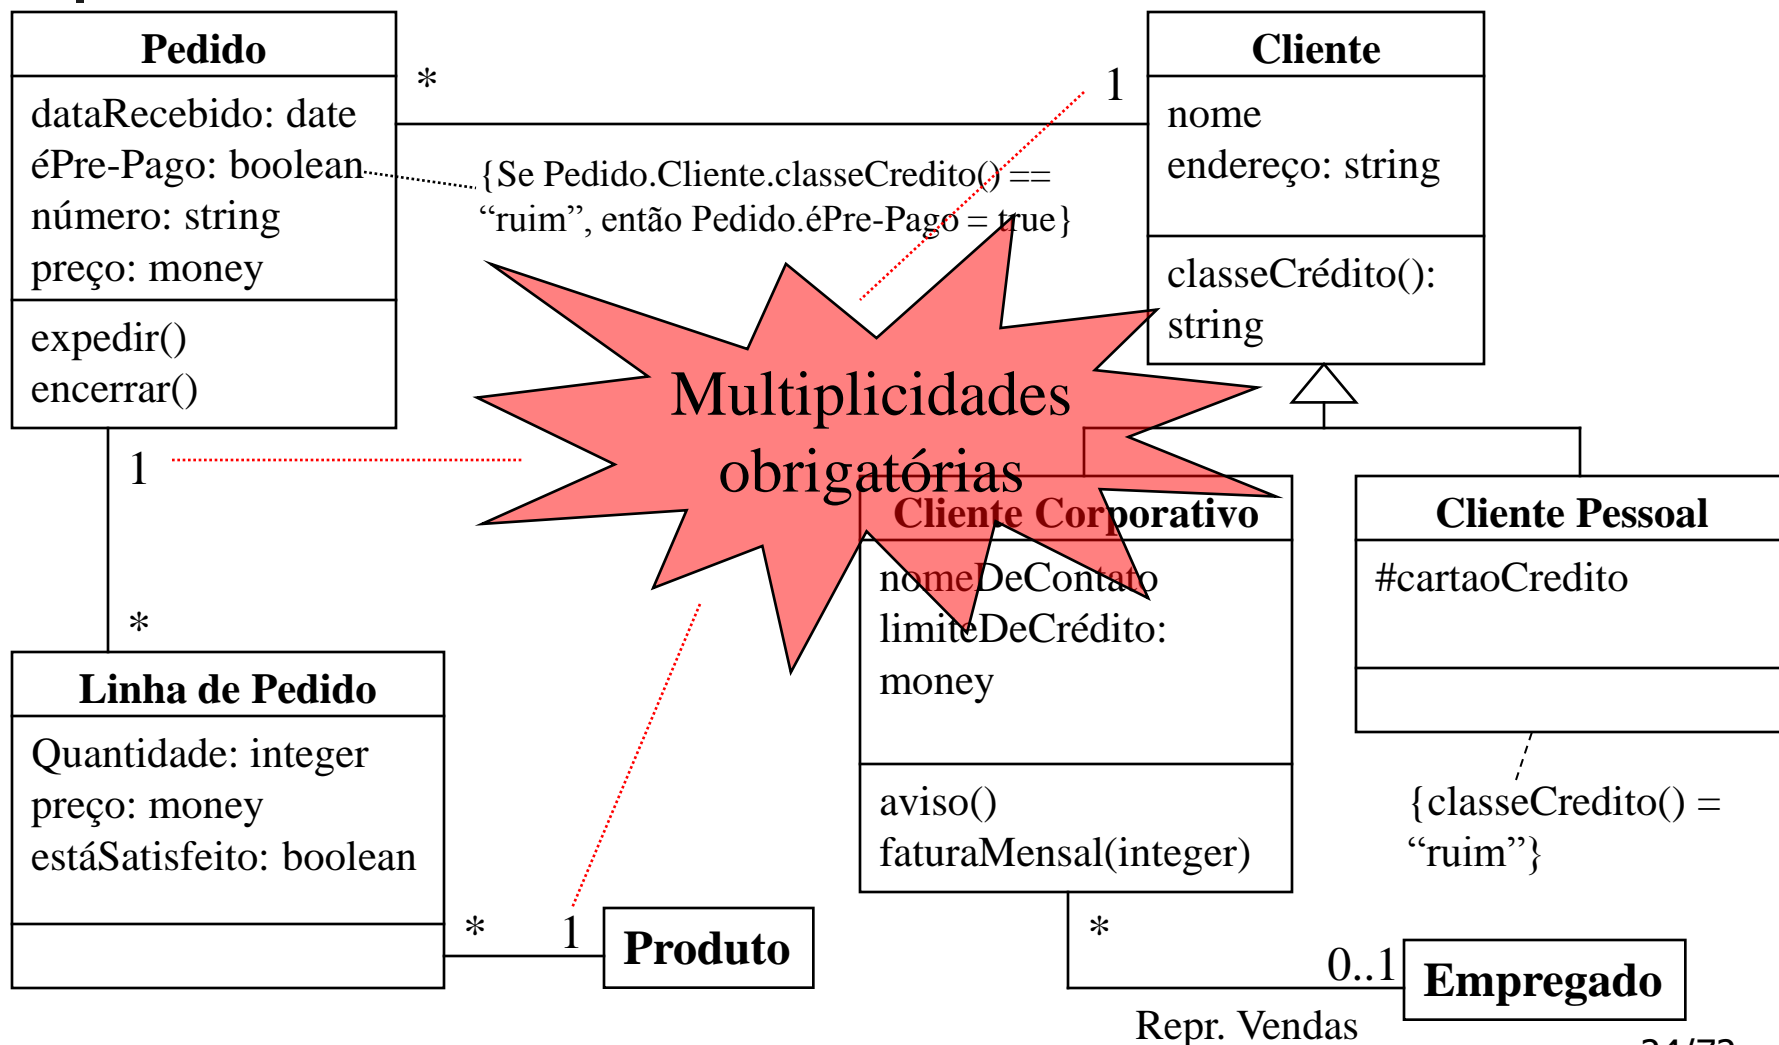 Pedido
dataRecebido: date
éPre-Pago: boolean
número: string
preço: money
expedir()
encerrar()
*
1
{Se Pedido.Cliente.classeCredito() ==
“ruim”, então Pedido.éPre-Pago = true}
Cliente
nome
endereço: string
classeCrédito():
string
Multiplicidades
obrigatórias
1
*
Cliente Corporativo
nomeDeContato
limiteDeCrédito:
money
aviso()
faturaMensal(integer)
Cliente Pessoal
#cartaoCredito
{classeCredito() =
“ruim”}
Linha de Pedido
Quantidade: integer
preço: money
estáSatisfeito: boolean
*
1
Produto
*
0..1
Empregado
Repr. Vendas